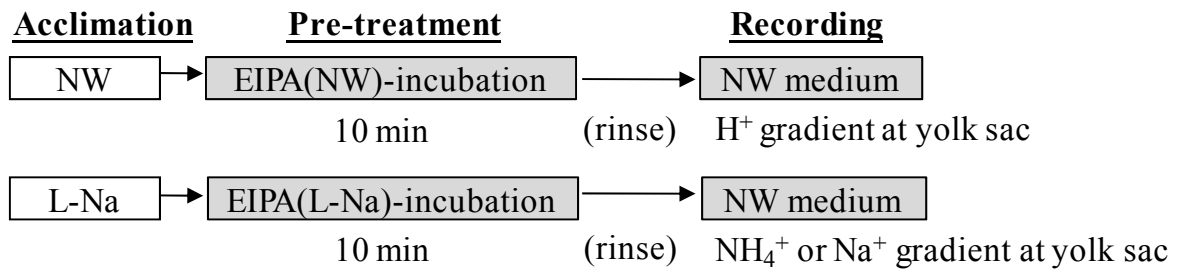 Acclimation Pre-treatment Recording
NW EIPA(NW)-incubation NW medium
10 min (rinse) H⁺ gradient at yolk sac
L-Na EIPA(L-Na)-incubation NW medium
10 min (rinse) NH₄⁺ or Na⁺ gradient at yolk sac